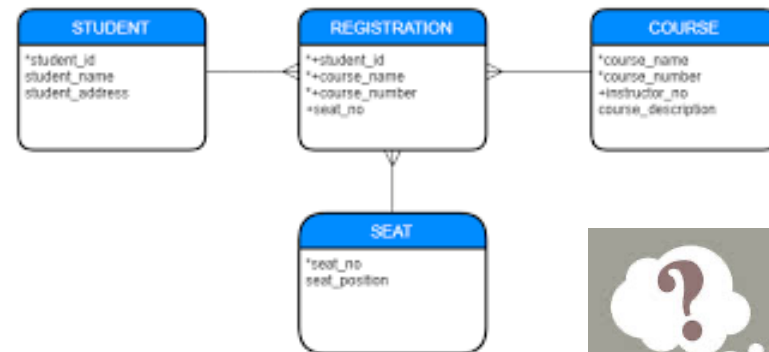 STUDENT
*student_id
student_name
student_address
REGISTRATION
*+student_id
*+course_name
*+course_number
+seat_no
COURSE
*course_name
*course_number
+instructor_no
course_description
SEAT
*seat_no
seat_position
?